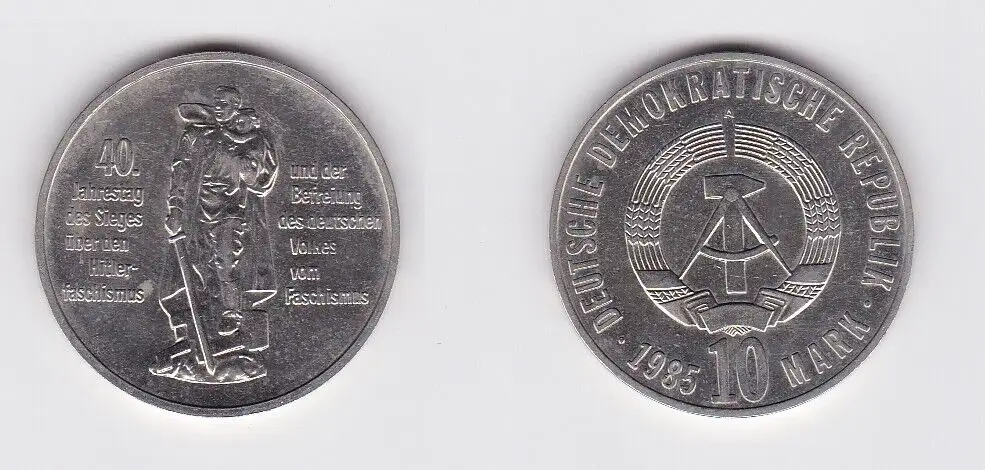 40.
Jahrestag
des Sieges
über den
Hitler-
faschismus
und der
Befreiung
des deutschen
Volkes
vom
Faschismus
· DEUTSCHE DEMOKRATISCHE REPUBLIK ·
A
1985 10 MARK